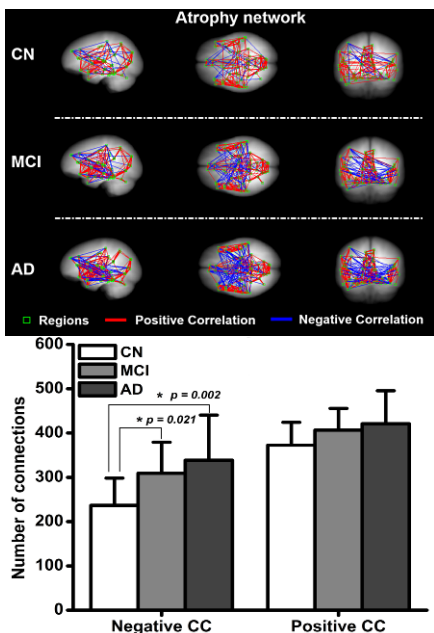 Atrophy network
CN
MCI
AD
Regions Positive Correlation Negative Correlation
600
500
400
300
200
100
0
Number of connections
CN
MCI
AD
* p = 0.002
* p = 0.021
Negative CC Positive CC